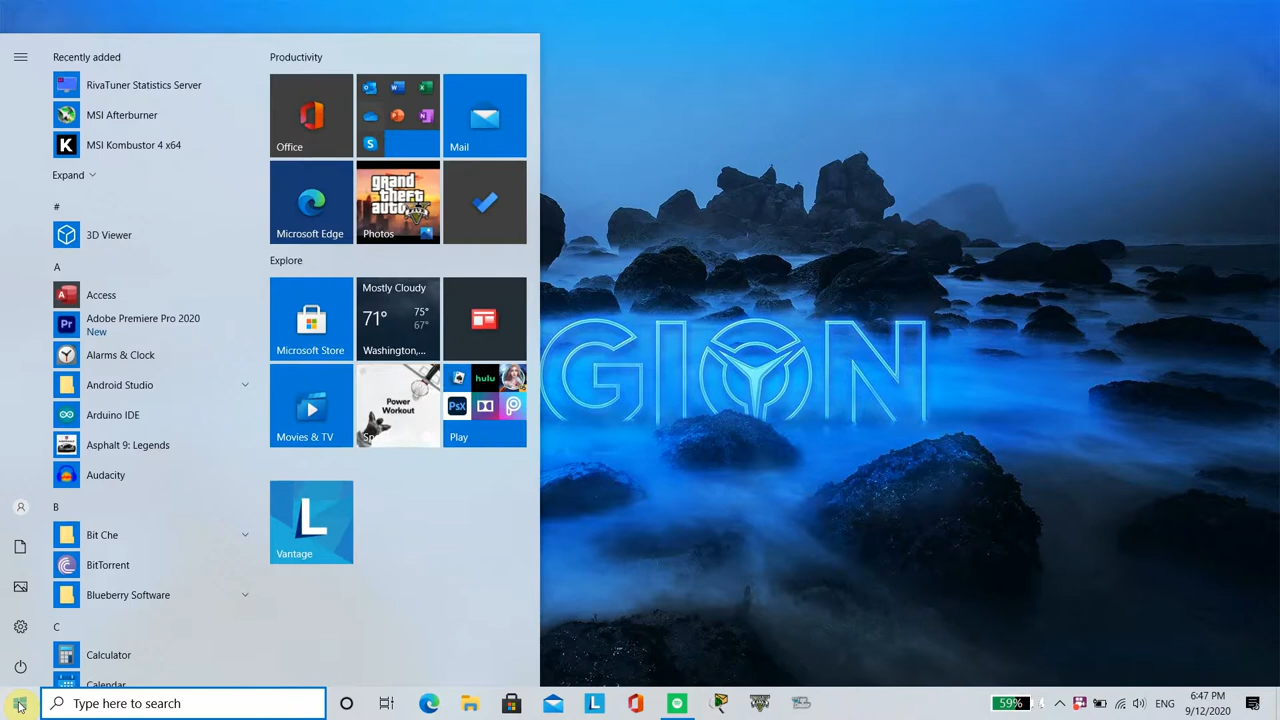 Recently added
RivaTuner Statistics Server
MSI Afterburner
K
MSI Kombustor 4 x64
Expand
#
3D Viewer
A
Access
Pr
Adobe Premiere Pro 2020
New
Alarms & Clock
Android Studio
Arduino IDE
Asphalt 9: Legends
Audacity
B
Bit Che
BitTorrent
Blueberry Software
C
Calculator
Calendar
Productivity
Office
Mail
Microsoft Edge
grand
theft
auto
Photos
Explore
Microsoft Store
Mostly Cloudy
71°
75°
67°
Washington,...
Movies & TV
Power
Workout
hulu
Psx
Play
L
Vantage
GION
Type here to search
L
59%
ENG
6:47 PM
9/12/2020